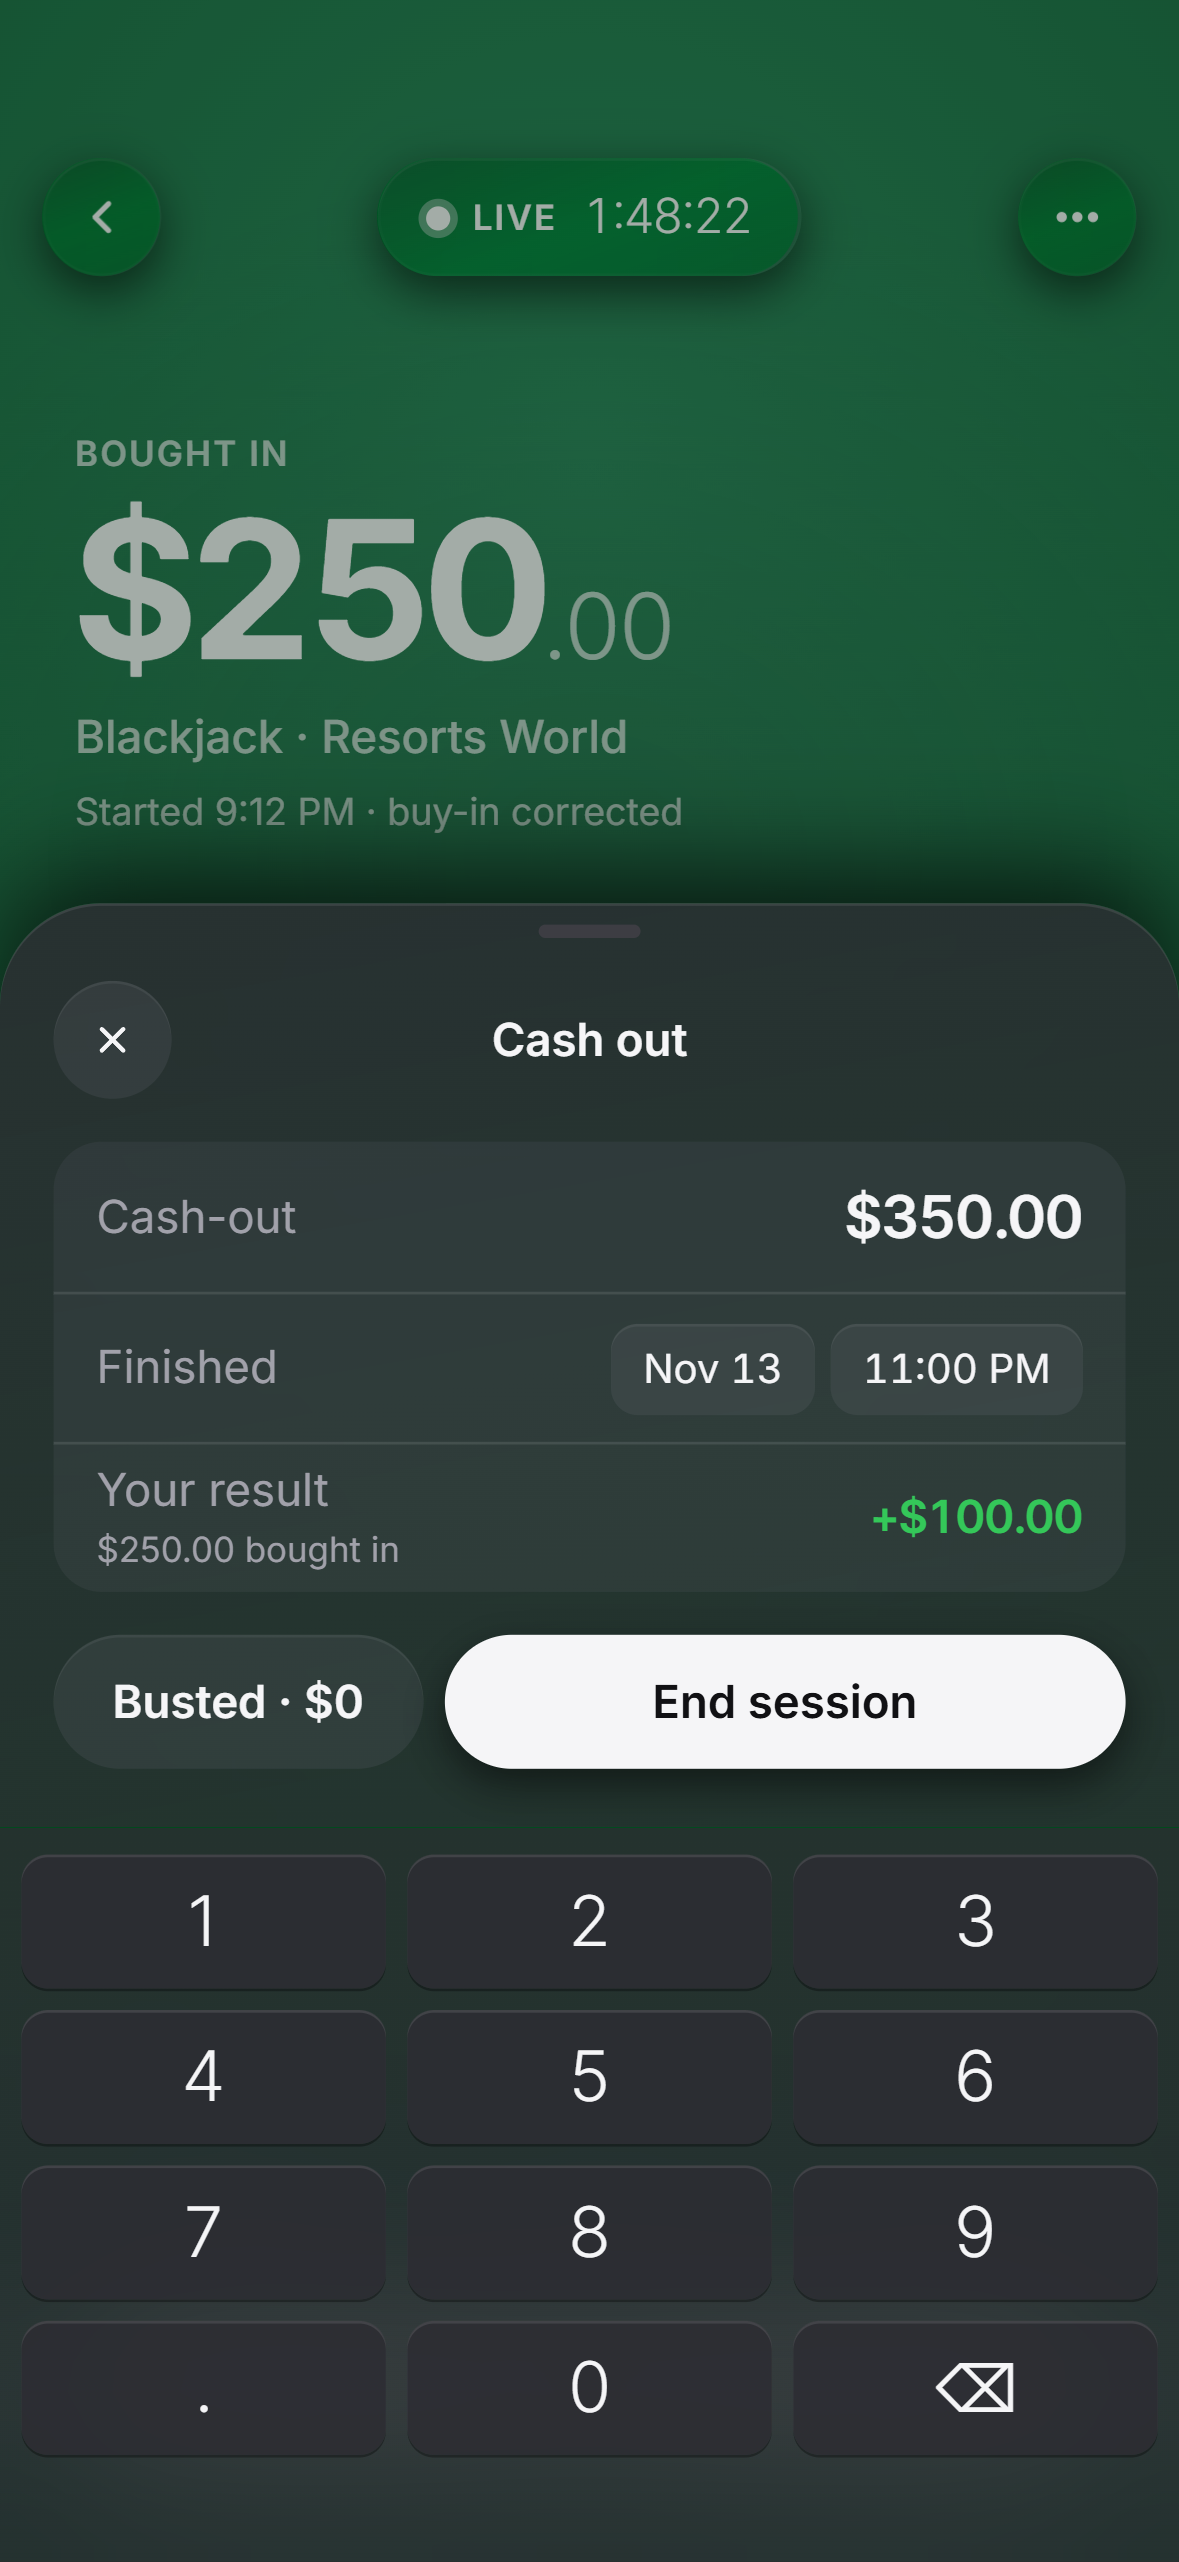 LIVE 1:48:22
BOUGHT IN
$250.00
Blackjack · Resorts World
Started 9:12 PM · buy-in corrected
Cash out
Cash-out $350.00
Finished Nov 13 11:00 PM
Your result
$250.00 bought in
+$100.00
Busted · $0 End session
1 2 3
4 5 6
7 8 9
. 0